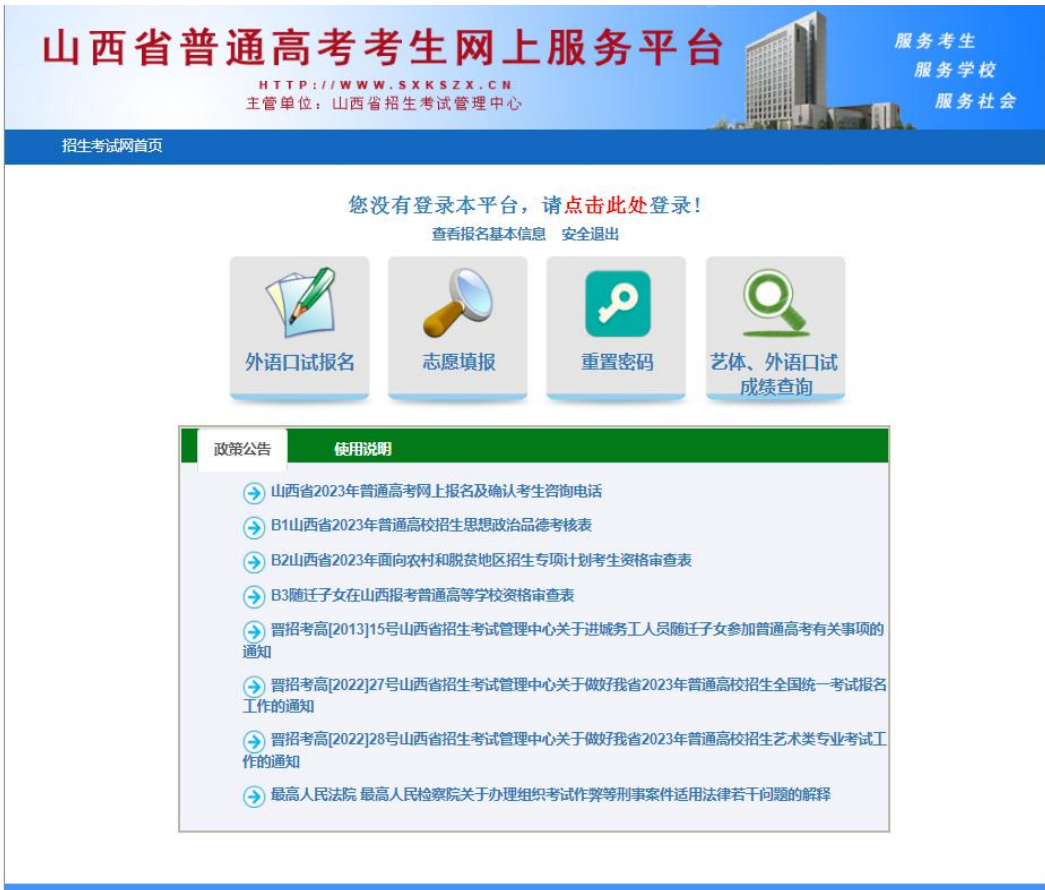 山西省普通高考考生网上服务平台
HTTP://WWW.SXKSZX.CN
主管单位：山西省招生考试管理中心
服务考生
服务学校
服务社会
招生考试网首页
您没有登录本平台，请点击此处登录！
查看报名基本信息 安全退出
外语口试报名
志愿填报
重置密码
艺体、外语口试
成绩查询
政策公告 使用说明
山西省2023年普通高考网上报名及确认考生咨询电话
B1山西省2023年普通高校招生思想政治品德考核表
B2山西省2023年面向农村和脱贫地区招生专项计划考生资格审查表
B3随迁子女在山西报考普通高等学校资格审查表
晋招考高[2013]15号山西省招生考试管理中心关于进城务工人员随迁子女参加普通高考有关事项的
通知
晋招考高[2022]27号山西省招生考试管理中心关于做好我省2023年普通高校招生全国统一考试报名
工作的通知
晋招考高[2022]28号山西省招生考试管理中心关于做好我省2023年普通高校招生艺术类专业考试工
作的通知
最高人民法院 最高人民检察院关于办理组织考试作弊等刑事案件适用法律若干问题的解释